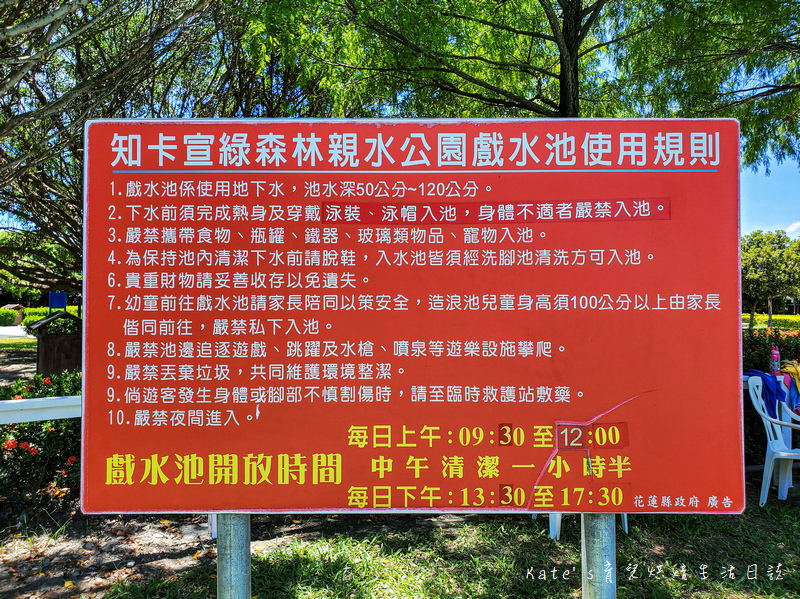 知卡宣綠森林親水公園戲水池使用規則
1.戲水池係使用地下水，池水深50公分~120公分。
2.下水前須完成熱身及穿戴泳裝、泳帽入池，身體不適者嚴禁入池。
3.嚴禁攜帶食物、瓶罐、鐵器、玻璃類物品、寵物入池。
4.為保持池內清潔下水前請脫鞋，入水池皆須經洗腳池清洗方可入池。
6.貴重財物請妥善收存以免遺失。
7.幼童前往戲水池請家長陪同以策安全，造浪池兒童身高須100公分以上由家長
偕同前往，嚴禁私下入池。
8.嚴禁池邊追逐遊戲、跳躍及水槍、噴泉等遊樂設施攀爬。
9.嚴禁丟棄垃圾，共同維護環境整潔。
9.倘遊客發生身體或腳部不慎割傷時，請至臨時救護站敷藥。
10.嚴禁夜間進入。
每日上午:09:30至12:00
戲水池開放時間 中午清潔一小時半
每日下午:13:30至17:30 花蓮縣政府 廣告
Kate's育兒烘焙生活日誌